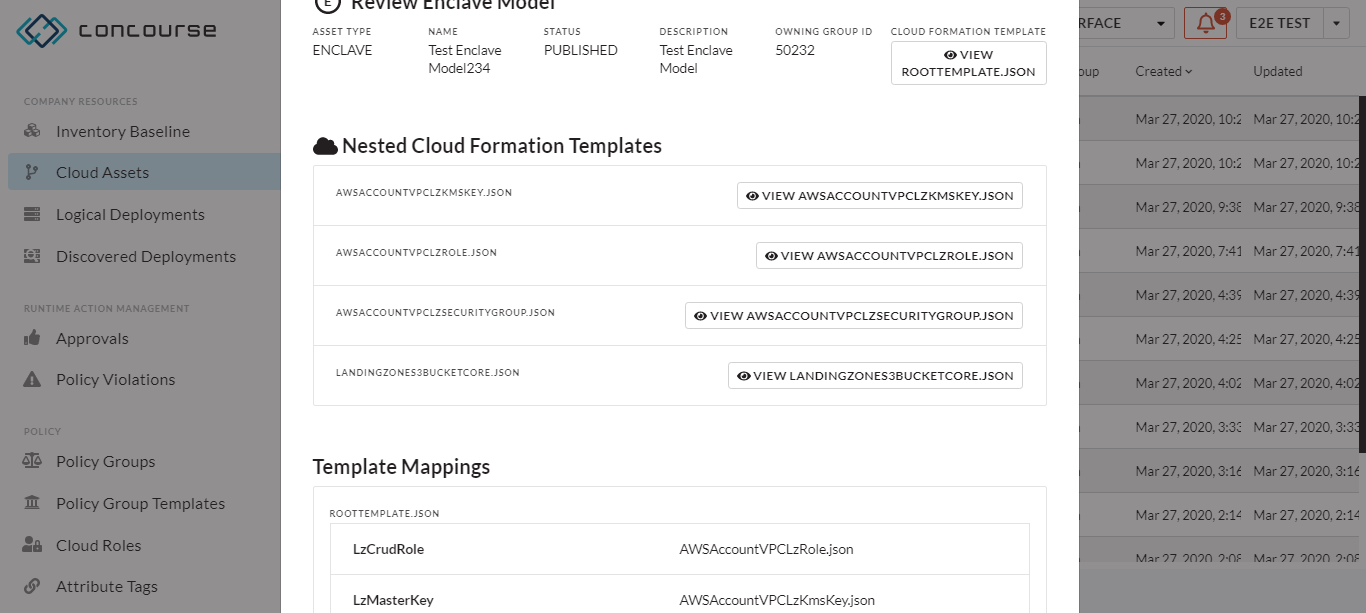 concourse
COMPANY RESOURCES
Inventory Baseline
Cloud Assets
Logical Deployments
Discovered Deployments
RUNTIME ACTION MANAGEMENT
Approvals
Policy Violations
POLICY
Policy Groups
Policy Group Templates
Cloud Roles
Attribute Tags
E Review Enclave Model
ASSET TYPE
ENCLAVE
NAME
Test Enclave
Model234
STATUS
PUBLISHED
DESCRIPTION
Test Enclave
Model
OWNING GROUP ID
50232
CLOUD FORMATION TEMPLATE
VIEW
ROOTTEMPLATE.JSON
Nested Cloud Formation Templates
AWSACCOUNTVPCLZKMSKEY.JSON VIEW AWSACCOUNTVPCLZKMSKEY.JSON
AWSACCOUNTVPCLZROLE.JSON VIEW AWSACCOUNTVPCLZROLE.JSON
AWSACCOUNTVPCLZSECURITYGROUP.JSON VIEW AWSACCOUNTVPCLZSECURITYGROUP.JSON
LANDINGZONES3BUCKETCORE.JSON VIEW LANDINGZONES3BUCKETCORE.JSON
Template Mappings
ROOTTEMPLATE.JSON
LzCrudRole AWSAccountVPCLzRole.json
LzMasterKey AWSAccountVPCLzKmsKey.json
RFACE 3 E2E TEST
oup Created Updated
Mar 27, 2020, 10:2 Mar 27, 2020, 10:2
Mar 27, 2020, 10:2 Mar 27, 2020, 10:2
Mar 27, 2020, 9:38 Mar 27, 2020, 9:38
Mar 27, 2020, 7:41 Mar 27, 2020, 7:41
Mar 27, 2020, 4:39 Mar 27, 2020, 4:39
Mar 27, 2020, 4:25 Mar 27, 2020, 4:25
Mar 27, 2020, 4:02 Mar 27, 2020, 4:02
Mar 27, 2020, 3:33 Mar 27, 2020, 3:33
Mar 27, 2020, 3:16 Mar 27, 2020, 3:16
Mar 27, 2020, 2:14 Mar 27, 2020, 2:14
Mar 27, 2020, 2:08 Mar 27, 2020, 2:08